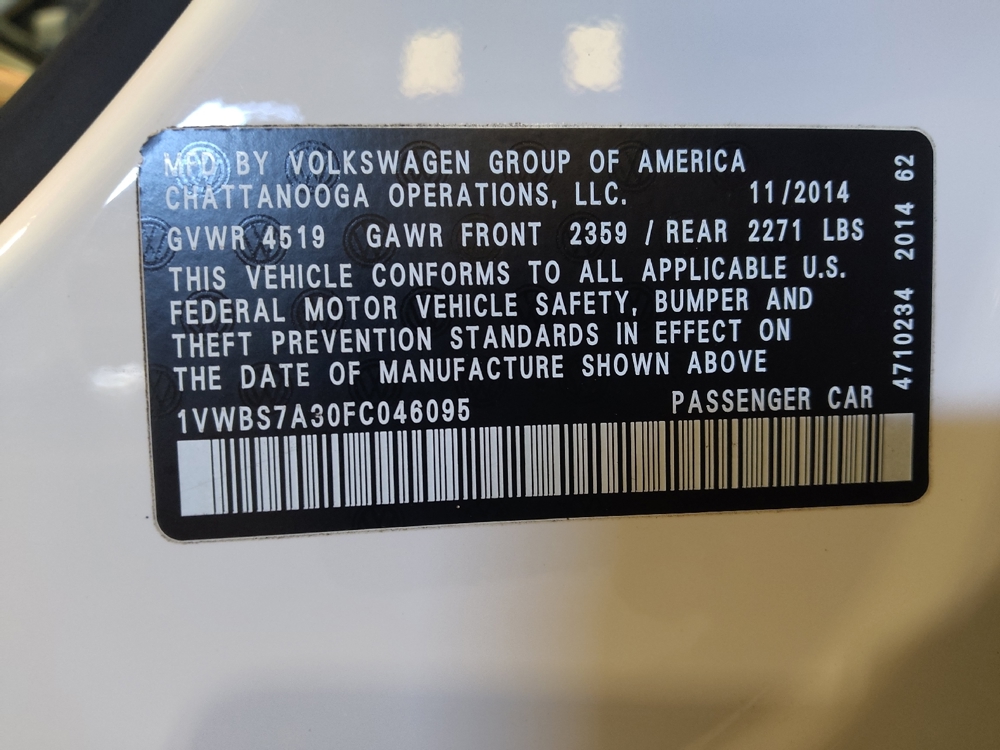 MFD BY VOLKSWAGEN GROUP OF AMERICA
CHATTANOOGA OPERATIONS, LLC. 11/2014
GVWR 4519 GAWR FRONT 2359 / REAR 2271 LBS
THIS VEHICLE CONFORMS TO ALL APPLICABLE U.S.
FEDERAL MOTOR VEHICLE SAFETY, BUMPER AND
THEFT PREVENTION STANDARDS IN EFFECT ON
THE DATE OF MANUFACTURE SHOWN ABOVE
1VWBS7A30FC046095 PASSENGER CAR
4710234 2014 62